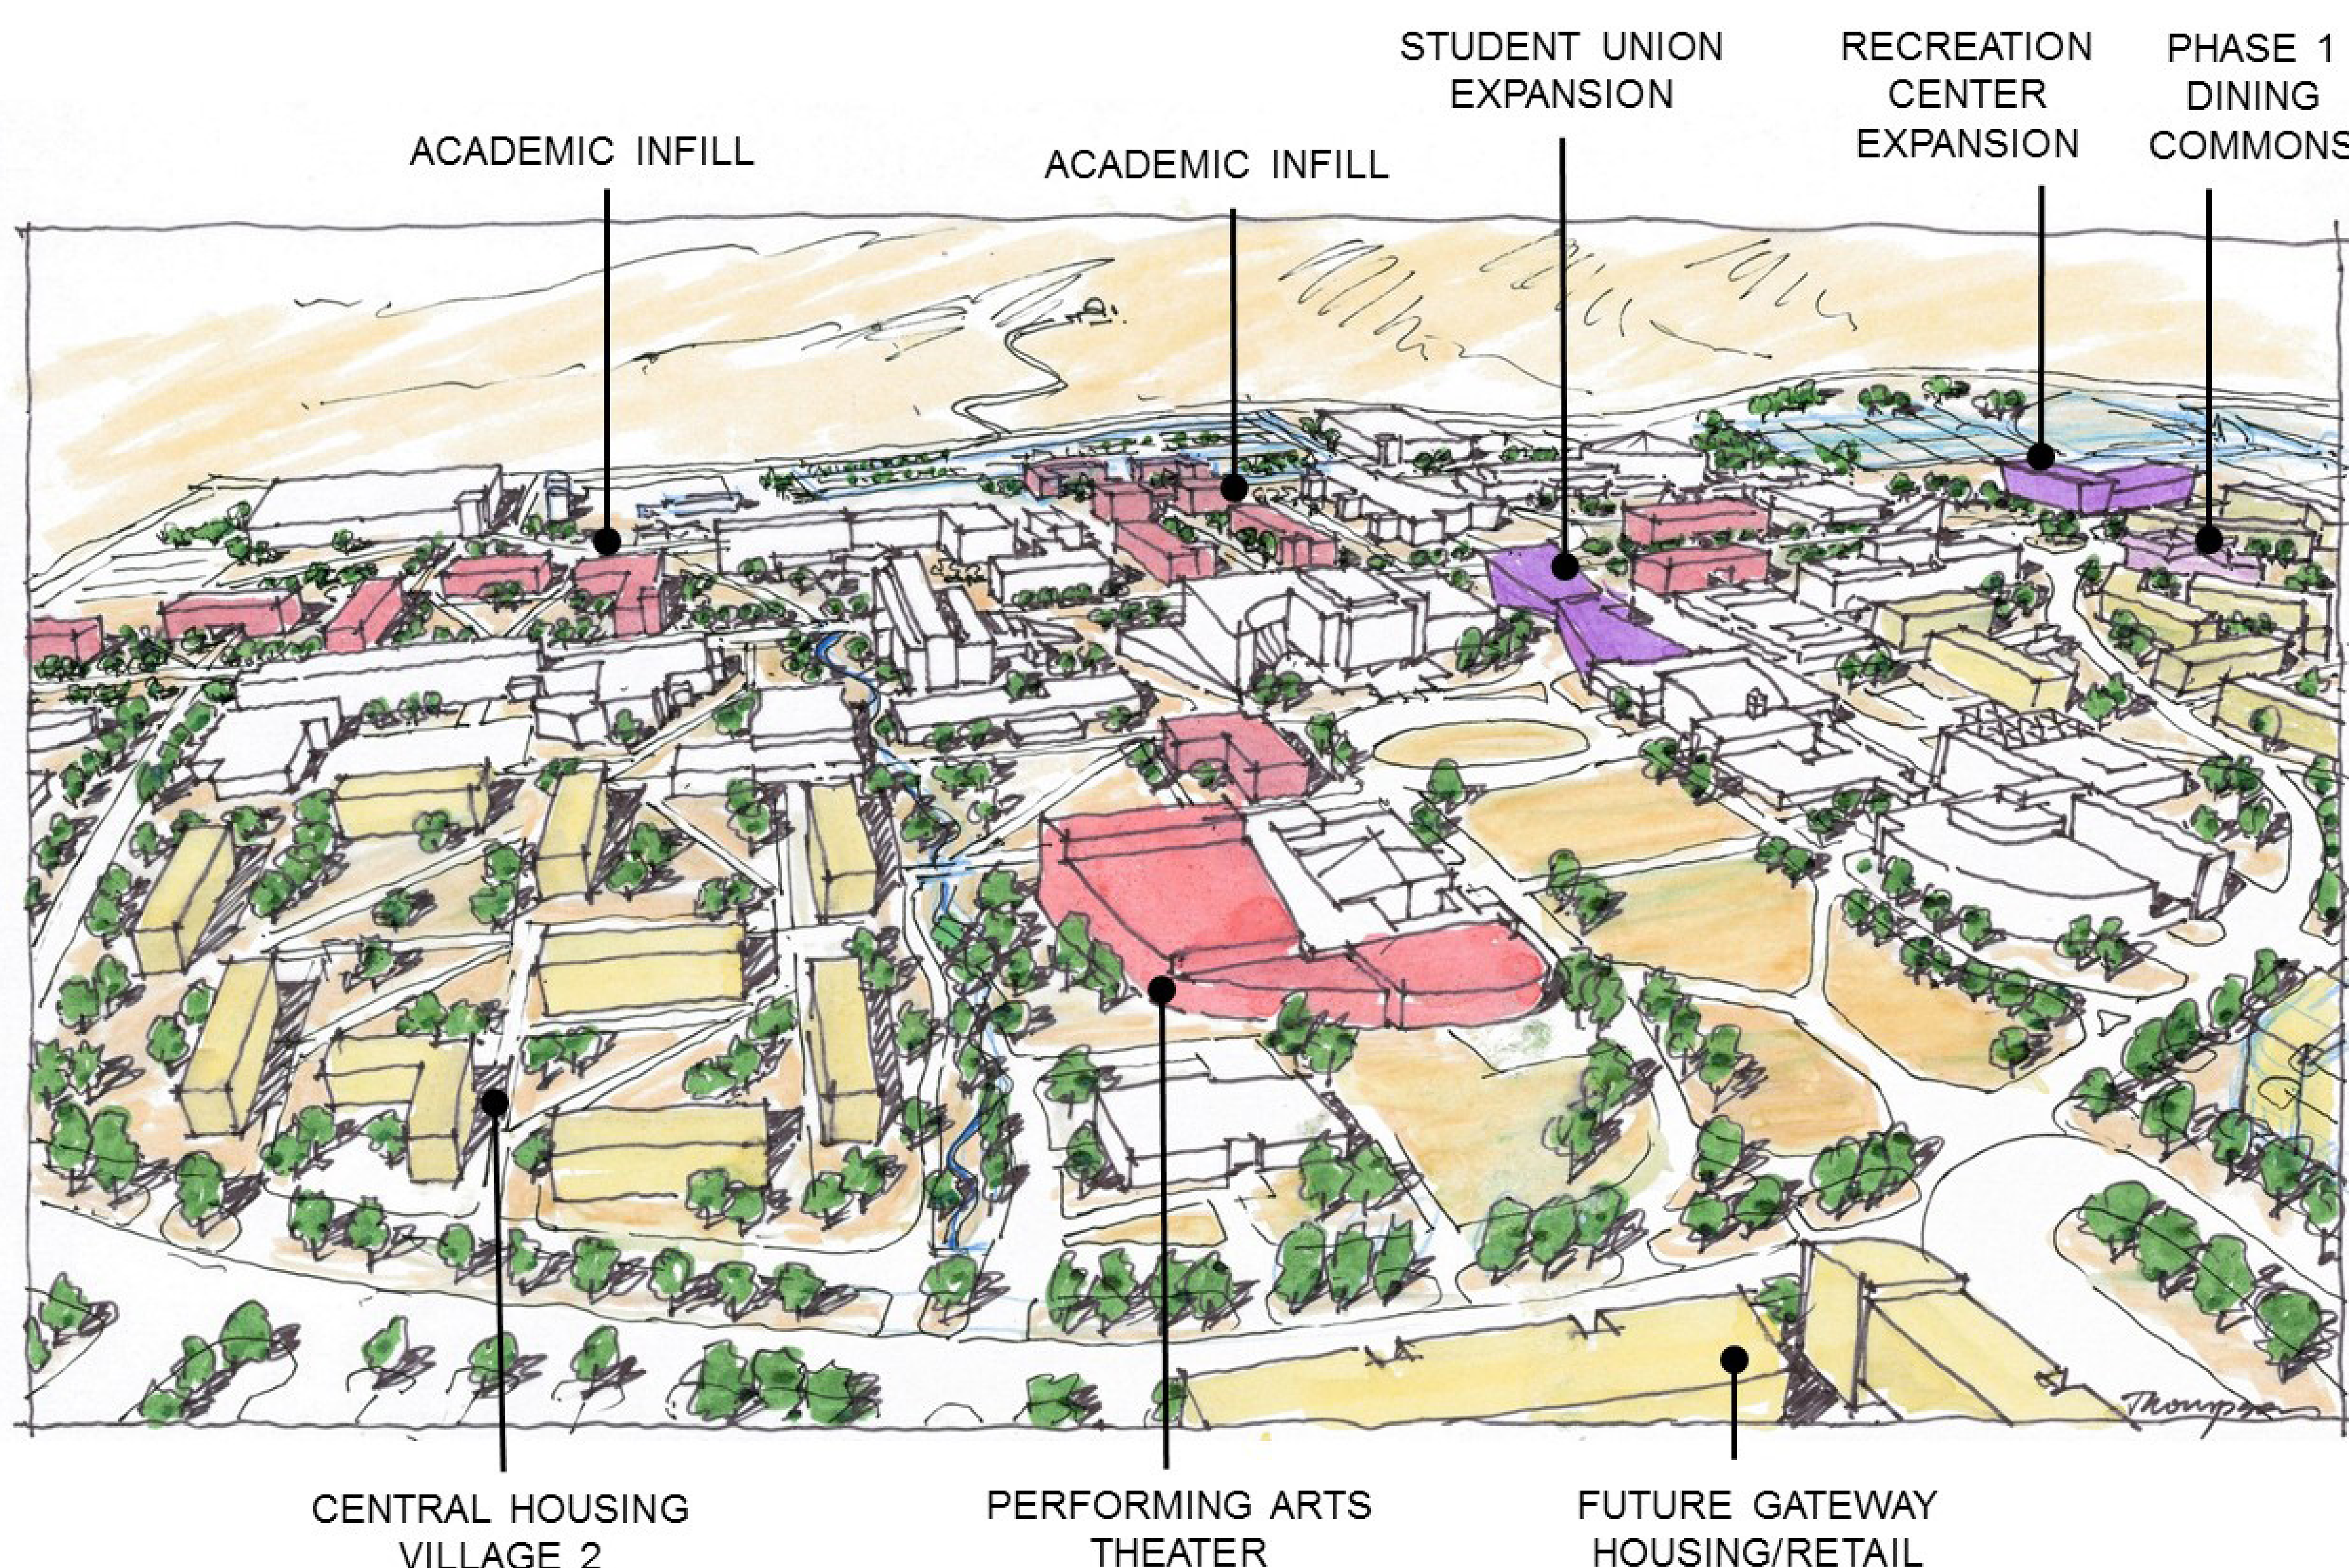 STUDENT UNION
EXPANSION
RECREATION
CENTER
EXPANSION
PHASE 1
DINING
COMMONS
ACADEMIC INFILL
ACADEMIC INFILL
Thompson
CENTRAL HOUSING
VILLAGE 2
PERFORMING ARTS
THEATER
FUTURE GATEWAY
HOUSING/RETAIL